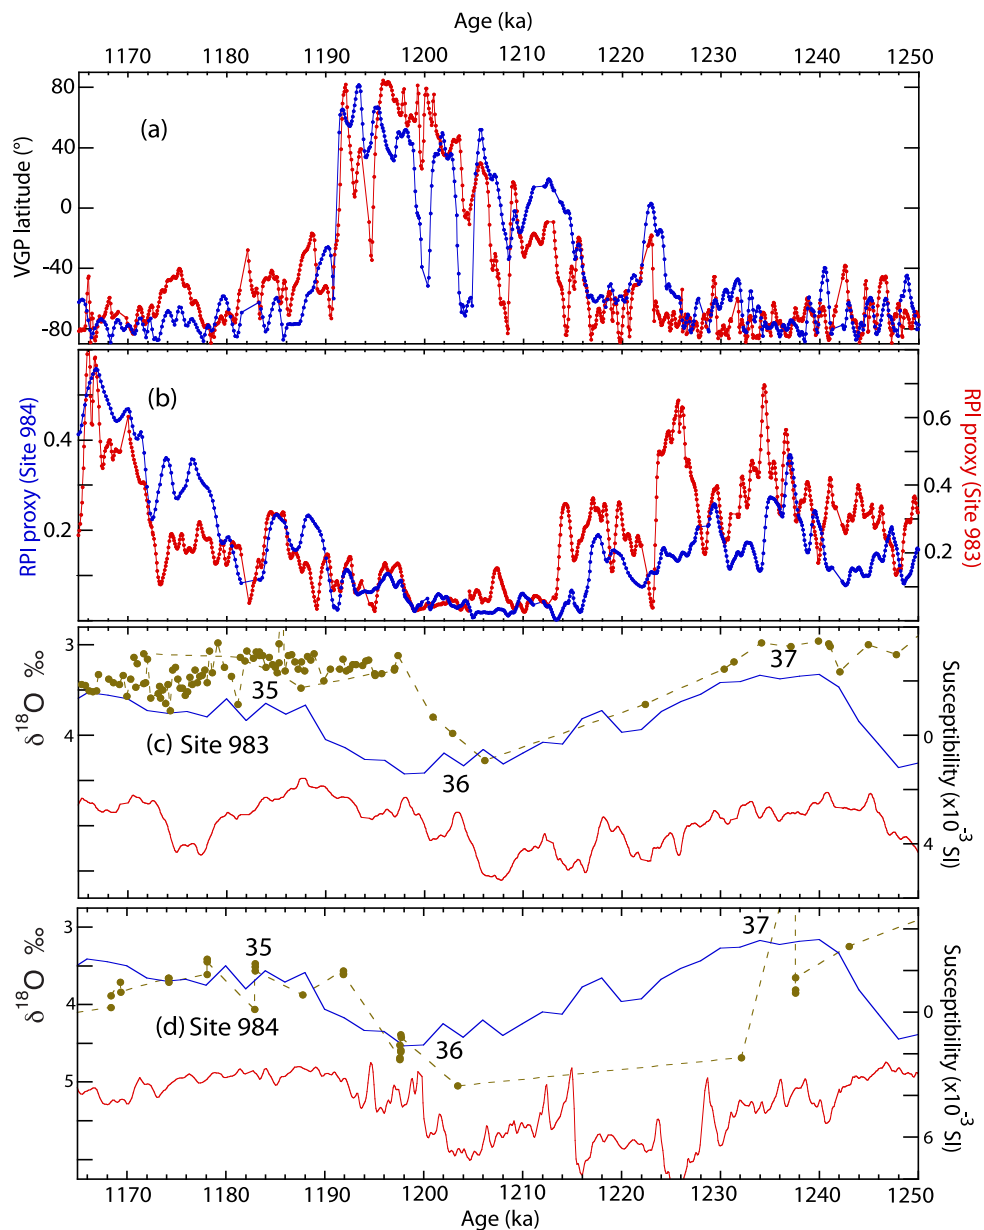 Age (ka)
1170 1180 1190 1200 1210 1220 1230 1240 1250
VGP latitude (°)
80
40
0
-40
-80
(a)
RPI proxy (Site 984)
0.4
0.2
(b)
0.6
0.4
0.2
RPI proxy (Site 983)
δ18O ‰
3
4
35
36
37
(c) Site 983
0
4
Susceptibility (x10-3 SI)
δ18O ‰
3
4
5
35
36
37
(d) Site 984
0
6
Susceptibility (x10-3 SI)
1170 1180 1190 1200 1210 1220 1230 1240 1250
Age (ka)